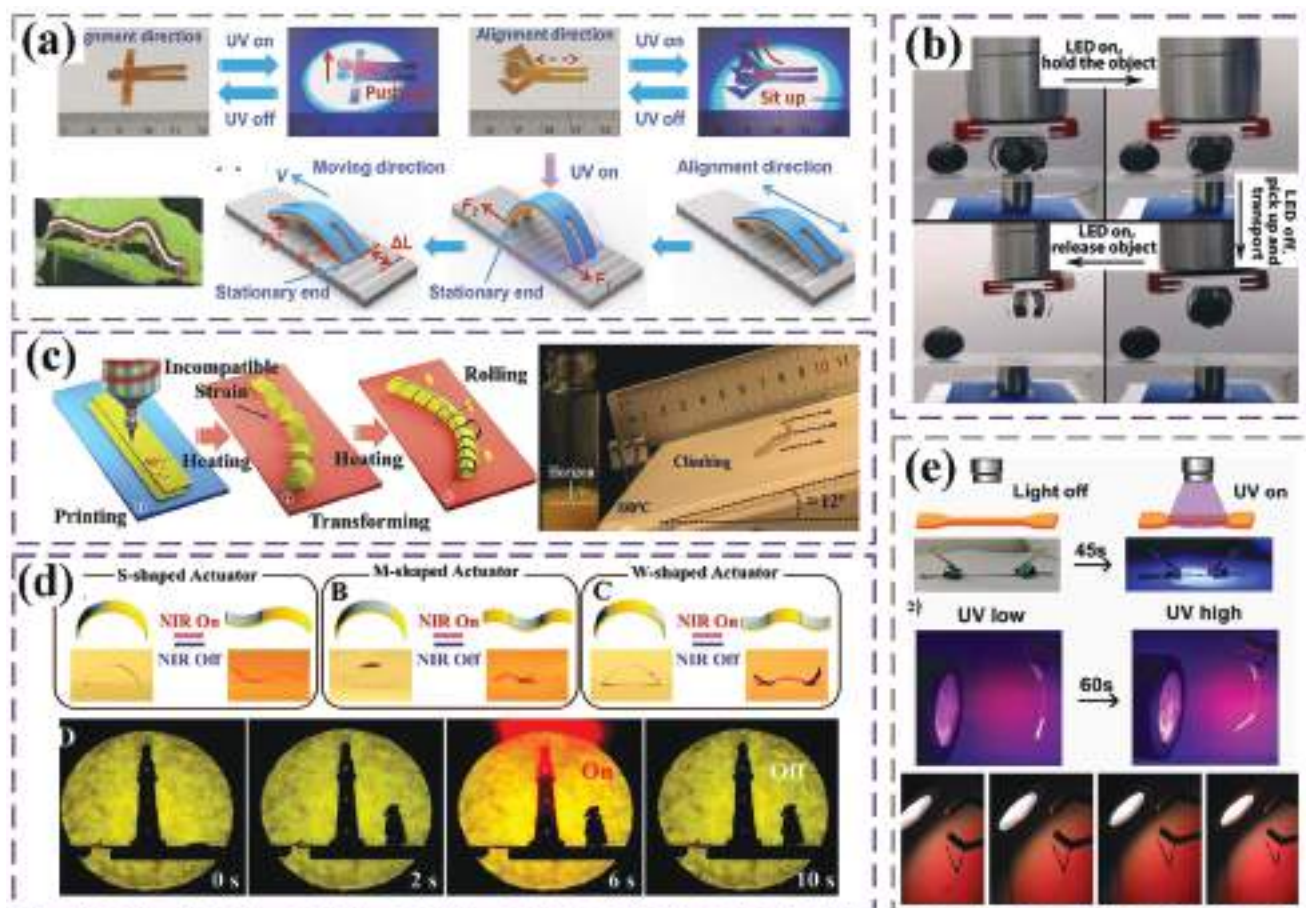 (a)
gnment direction
UV on
UV off
Push
Alignment direction
UV on
UV off
Sit up
V
Moving direction
ΔL
Stationary end
UV on
F₂
F₁
Stationary end
Alignment direction
(b)
LED on,
hold the object
LED off,
pick up and
transport
LED on,
release object
(c)
Incompatible
Strain
Rolling
Heating
Heating
Printing
Transforming
Horizon
Climbing
12°
(d)
S-shaped Actuator
NIR On
NIR Off
B
M-shaped Actuator
NIR On
NIR Off
C
W-shaped Actuator
NIR On
NIR Off
D
0 s
2 s
On
6 s
Off
10 s
(e)
Light off
UV on
45s
UV low
UV high
60s